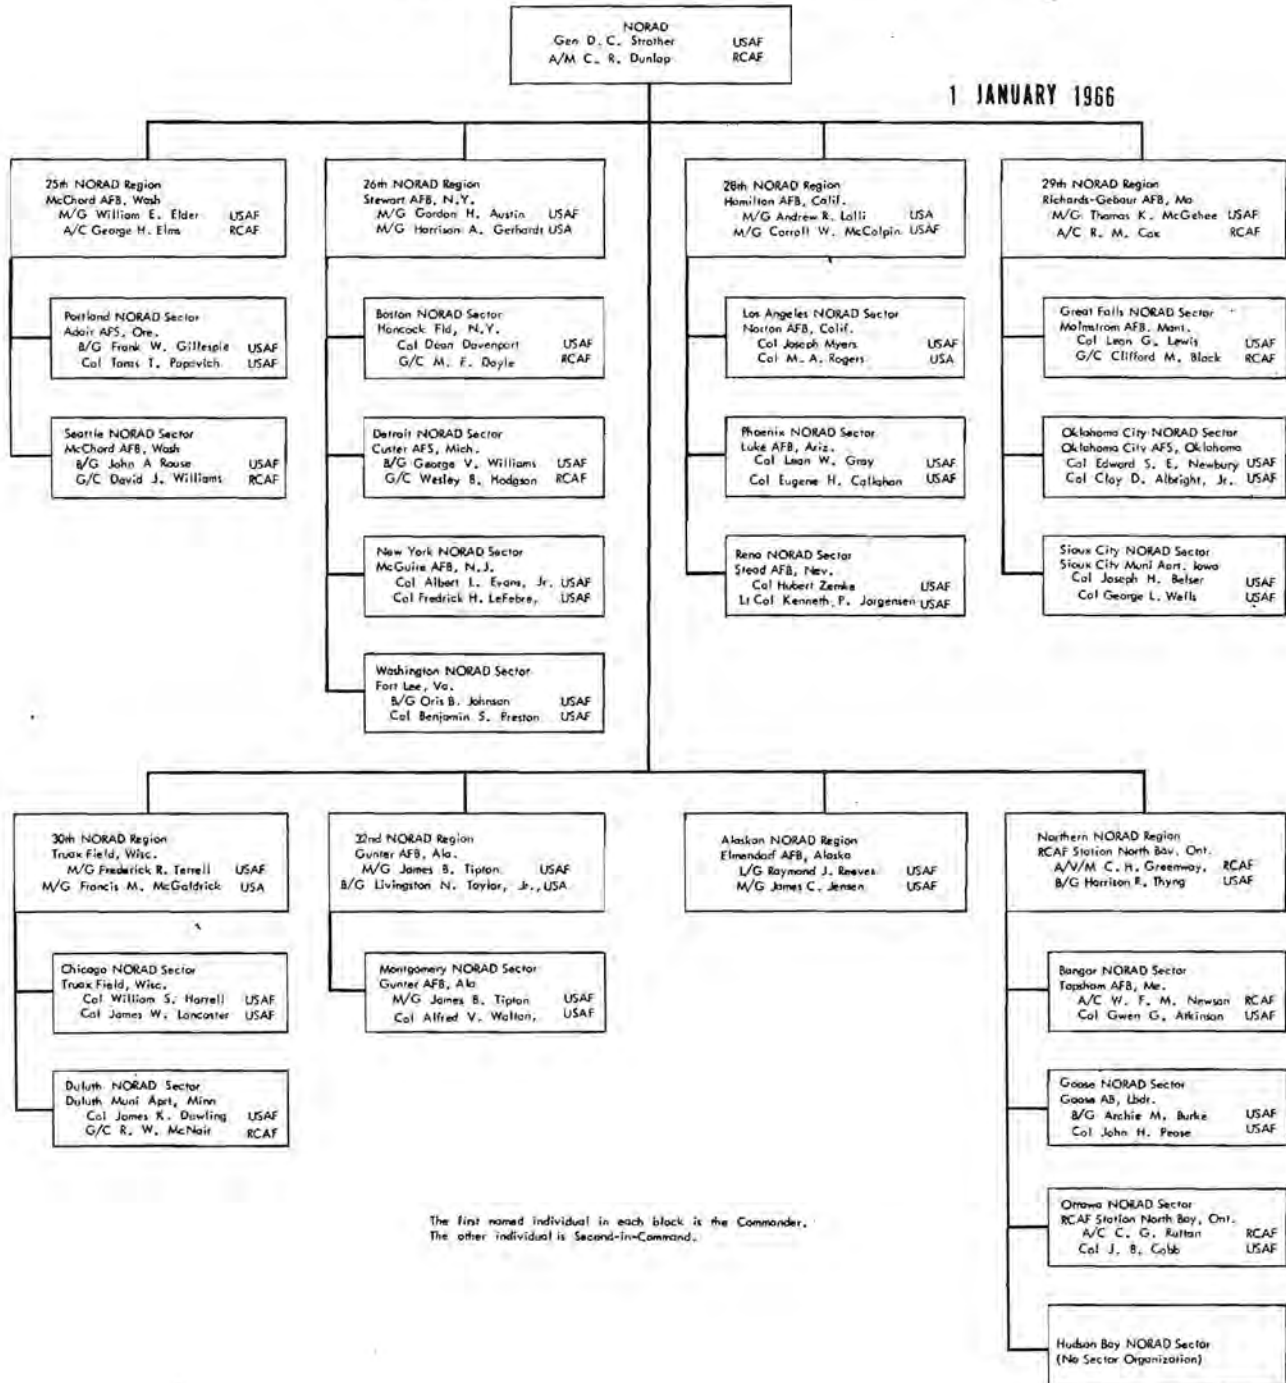 NORAD
Gen D. C. Strother USAF
A/M C. R. Dunlap RCAF
1 JANUARY 1966
25th NORAD Region
McChord AFB, Wash
M/G William E. Elder USAF
A/C George H. Elms RCAF
Portland NORAD Sector
Adair AFS, Ore.
B/G Frank W. Gillespie USAF
Col Taras T. Popovich USAF
Seattle NORAD Sector
McChord AFB, Wash
B/G John A Rouse USAF
G/C David J. Williams RCAF
26th NORAD Region
Stewart AFB, N.Y.
M/G Gordon H. Austin USAF
M/G Harrison A. Gerhardt USA
Boston NORAD Sector
Hancock Fld, N.Y.
Col Dean Davenport USAF
G/C M. F. Doyle RCAF
Detroit NORAD Sector
Custer AFS, Mich.
B/G George V. Williams USAF
G/C Wesley B. Hodgson RCAF
New York NORAD Sector
McGuire AFB, N.J.
Col Albert L. Evans, Jr. USAF
Col Fredrick H. LeFebre, USAF
Washington NORAD Sector
Fort Lee, Va.
B/G Oris B. Johnson USAF
Col Benjamin S. Preston USAF
28th NORAD Region
Hamilton AFB, Calif.
M/G Andrew R. Lolli USA
M/G Carroll W. McColpin USAF
Los Angeles NORAD Sector
Norton AFB, Calif.
Col Joseph Myers USAF
Col M. A. Rogers USA
Phoenix NORAD Sector
Luke AFB, Ariz.
Col Leon W. Gray USAF
Col Eugene H. Callahan USAF
Reno NORAD Sector
Stead AFB, Nev.
Col Hubert Zemke USAF
Lt Col Kenneth P. Jorgensen USAF
29th NORAD Region
Richards-Gebaur AFB, Mo
M/G Thomas K. McGehee USAF
A/C R. M. Cox RCAF
Great Falls NORAD Sector
Malmstrom AFB, Mont.
Col Leon G. Lewis USAF
G/C Clifford M. Black RCAF
Oklahoma City NORAD Sector
Oklahoma City AFS, Oklahoma
Col Edward S. E. Newbury USAF
Col Clay D. Albright, Jr. USAF
Sioux City NORAD Sector
Sioux City Muni Aprt. Iowa
Col Joseph H. Belser USAF
Col George L. Wells USAF
30th NORAD Region
Truax Field, Wisc.
M/G Frederick R. Terrell USAF
M/G Francis M. McGoldrick USA
Chicago NORAD Sector
Truax Field, Wisc.
Col William S. Harrell USAF
Col James W. Lancaster USAF
Duluth NORAD Sector
Duluth Muni Aprt, Minn
Col James K. Dowling USAF
G/C R. W. McNair RCAF
32nd NORAD Region
Gunter AFB, Ala.
M/G James B. Tipton USAF
B/G Livingston N. Taylor, Jr., USA
Montgomery NORAD Sector
Gunter AFB, Ala
M/G James B. Tipton USAF
Col Alfred V. Walton, USAF
Alaskan NORAD Region
Elmendorf AFB, Alaska
L/G Raymond J. Reeves USAF
M/G James C. Jensen USAF
Northern NORAD Region
RCAF Station North Bay, Ont.
A/V/M C. H. Greenway, RCAF
B/G Harrison R. Thyng USAF
Bangor NORAD Sector
Topsham AFB, Me.
A/C W. F. M. Newson RCAF
Col Gwen G. Atkinson USAF
Goose NORAD Sector
Goose AB, Lbdr.
B/G Archie M. Burke USAF
Col John H. Pease USAF
Ottawa NORAD Sector
RCAF Station North Bay, Ont.
A/C C. G. Ruttan RCAF
Col J. B. Cobb USAF
Hudson Bay NORAD Sector
(No Sector Organization)
The first named individual in each block is the Commander.
The other individual is Second-in-Command.